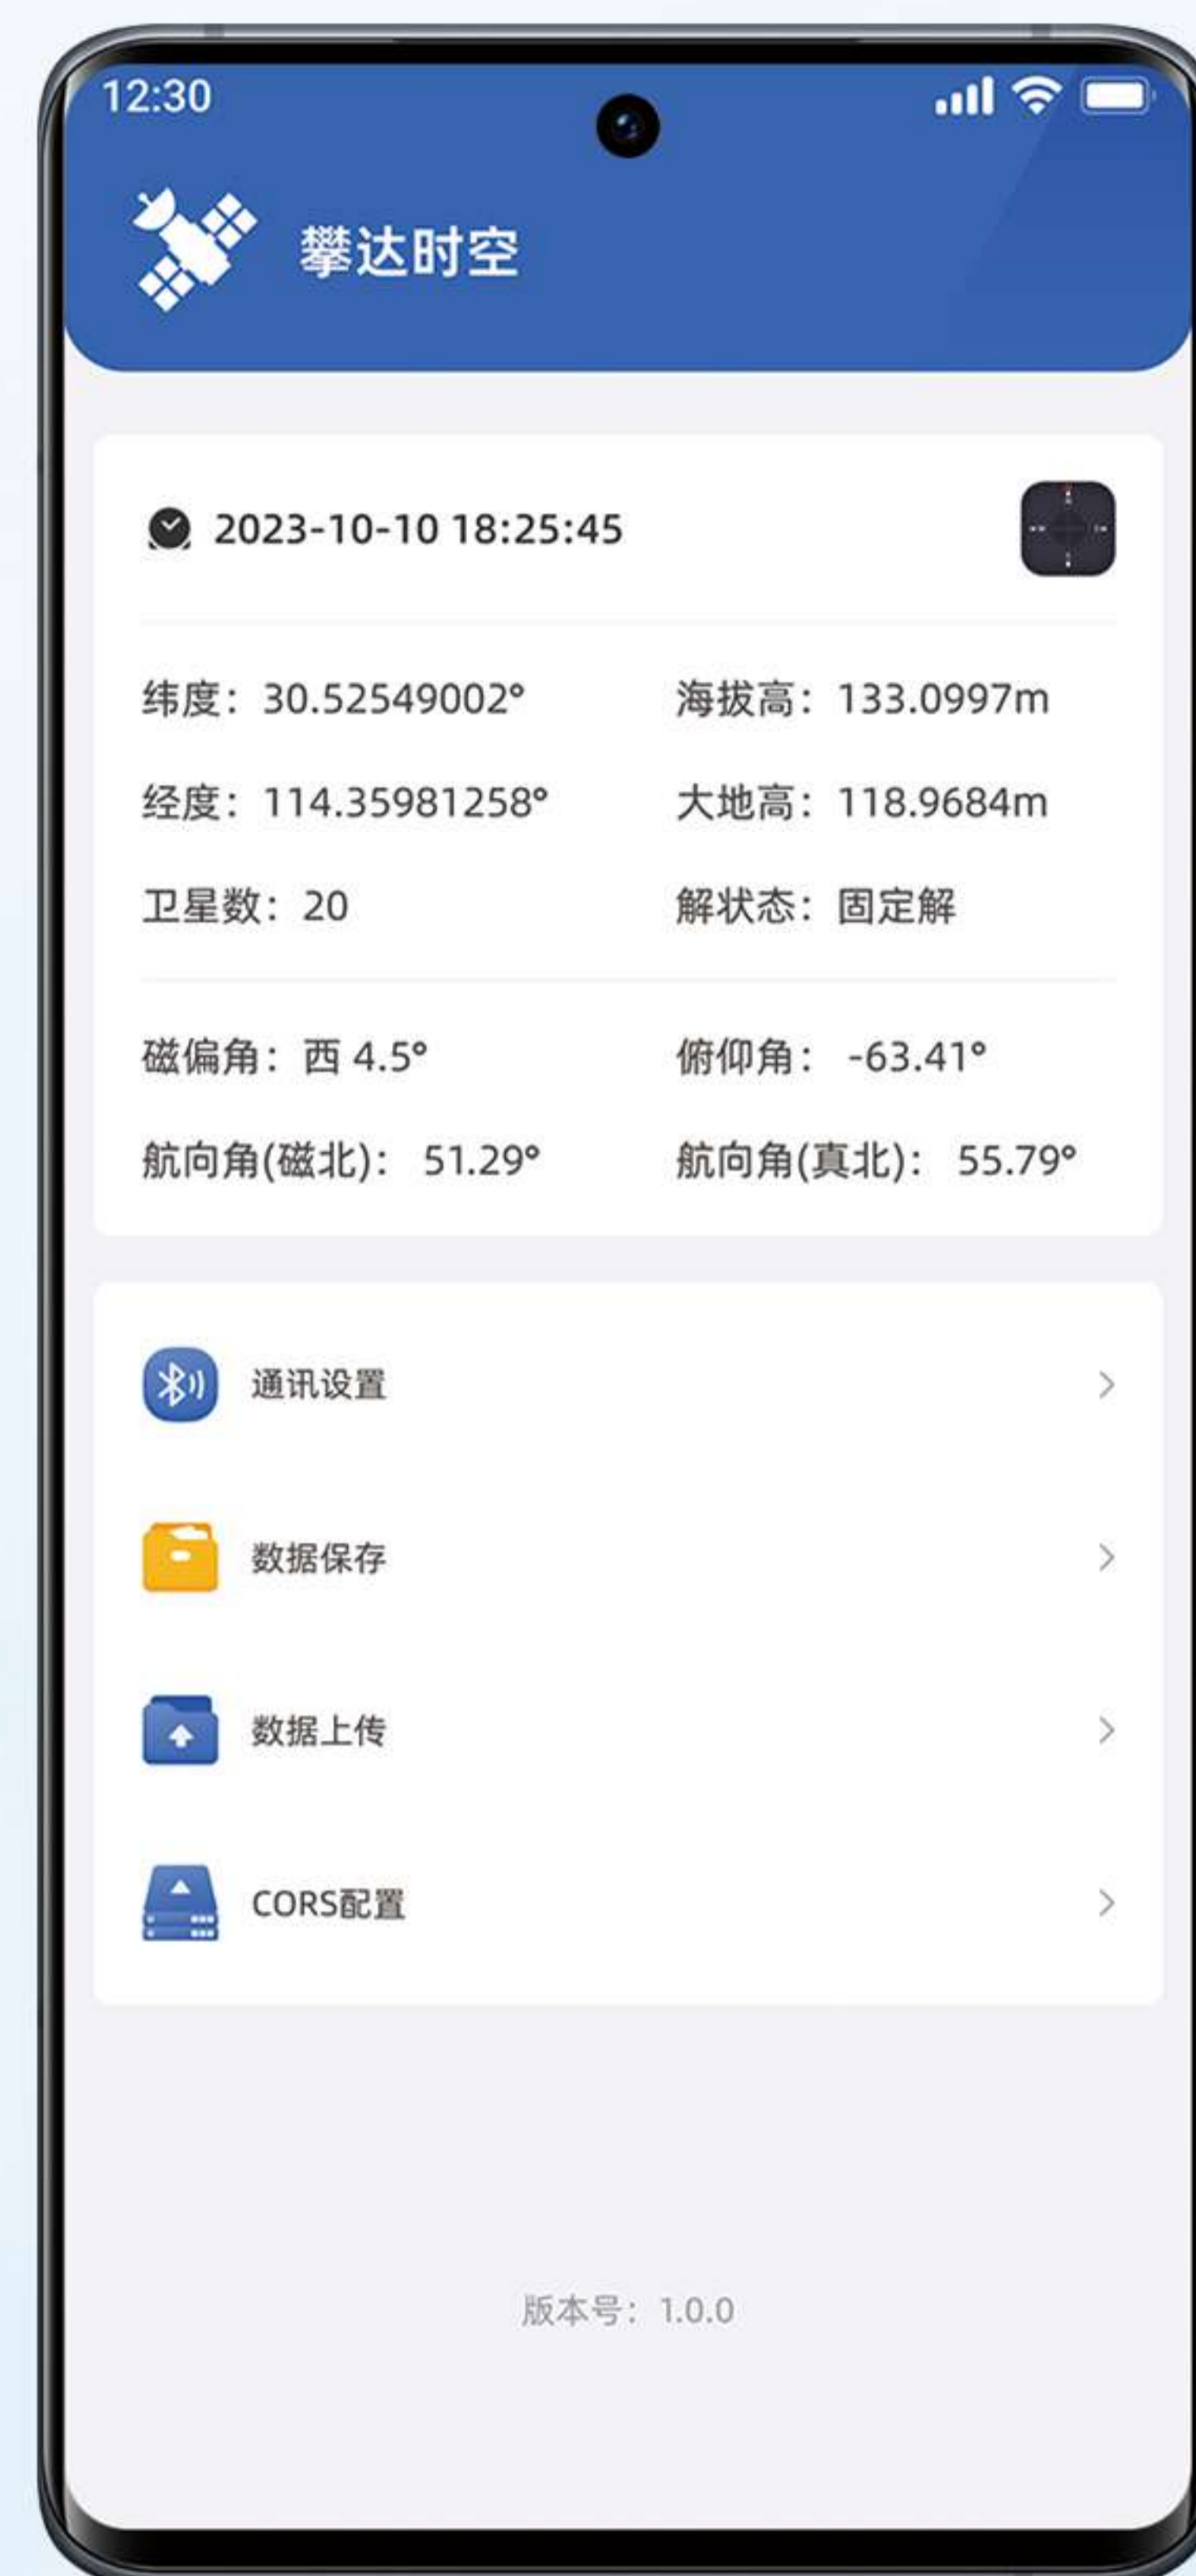 12:30
攀达时空
2023-10-10 18:25:45
纬度：30.52549002°
海拔高：133.0997m
经度：114.35981258°
大地高：118.9684m
卫星数：20
解状态：固定解
磁偏角：西 4.5°
俯仰角： -63.41°
航向角(磁北)： 51.29°
航向角(真北)： 55.79°
通讯设置
数据保存
数据上传
CORS配置
版本号：1.0.0